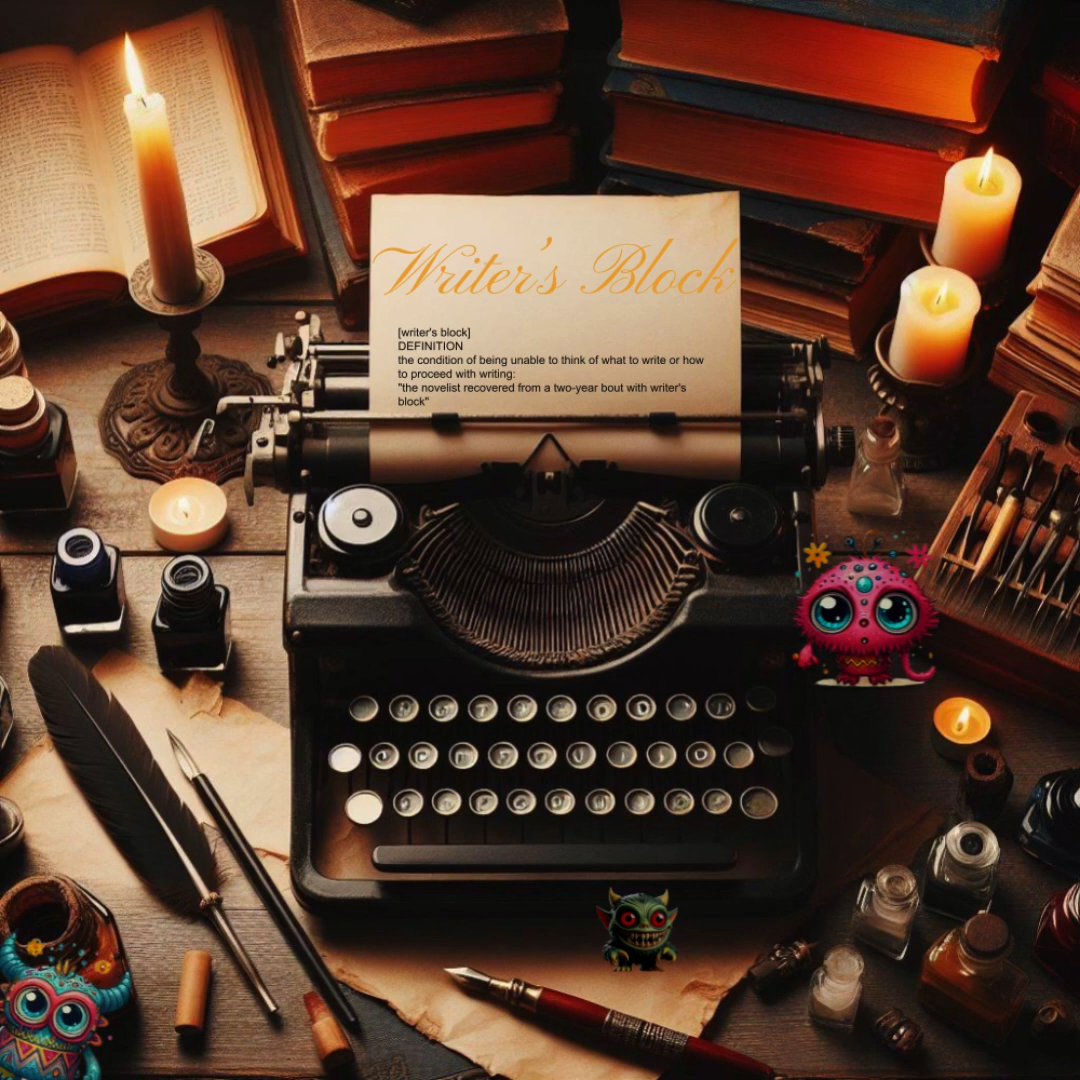 Writer's Block
[writer's block]
DEFINITION
the condition of being unable to think of what to write or how
to proceed with writing:
"the novelist recovered from a two-year bout with writer's
block"